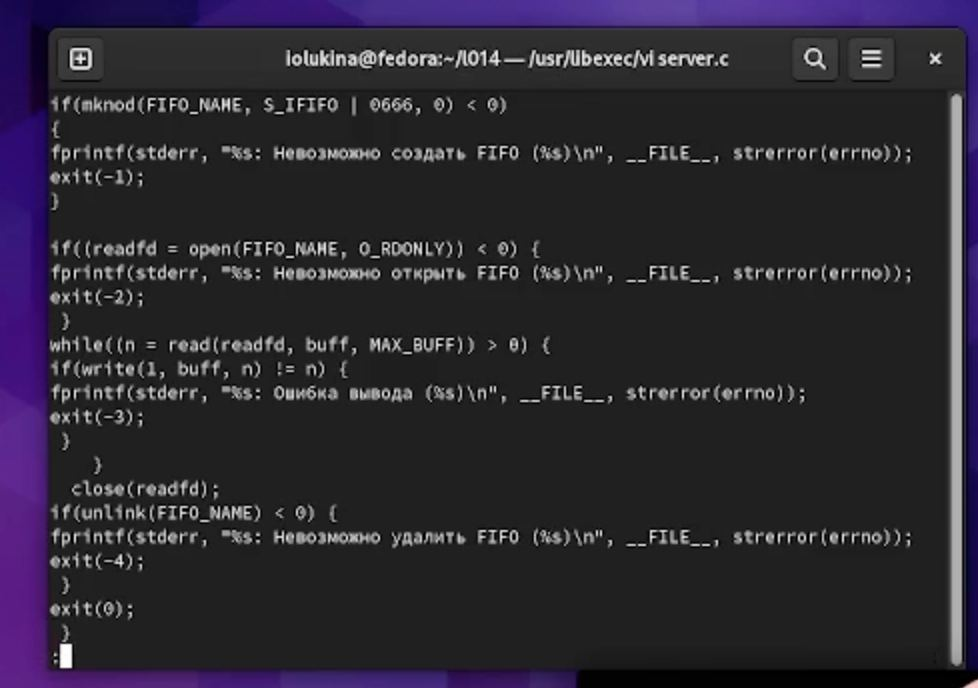 iolukina@fedora:~/l014 — /usr/libexec/vi server.c
if(mknod(FIFO_NAME, S_IFIFO | 0666, 0) < 0)
{
fprintf(stderr, "%s: Невозможно создать FIFO (%s)\n", __FILE__, strerror(errno));
exit(-1);
}
if((readfd = open(FIFO_NAME, O_RDONLY)) < 0) {
fprintf(stderr, "%s: Невозможно открыть FIFO (%s)\n", __FILE__, strerror(errno));
exit(-2);
}
while((n = read(readfd, buff, MAX_BUFF)) > 0) {
if(write(1, buff, n) != n) {
fprintf(stderr, "%s: Ошибка вывода (%s)\n", __FILE__, strerror(errno));
exit(-3);
}
}
close(readfd);
if(unlink(FIFO_NAME) < 0) {
fprintf(stderr, "%s: Невозможно удалить FIFO (%s)\n", __FILE__, strerror(errno));
exit(-4);
}
exit(0);
}
: